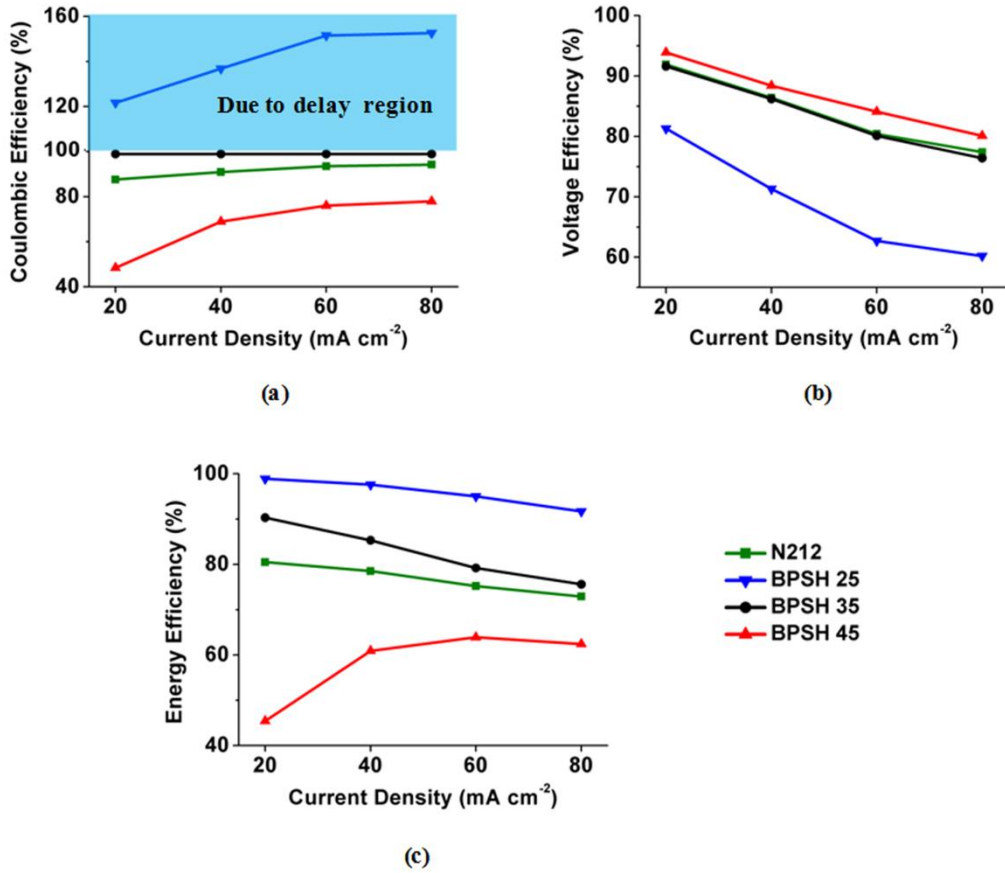 160
120
100
80
40
Coulombic Efficiency (%)
Due to delay region
20 40 60 80
Current Density (mA cm⁻²)
(a)
100
90
80
70
60
Voltage Efficiency (%)
20 40 60 80
Current Density (mA cm⁻²)
(b)
100
80
60
40
Energy Efficiency (%)
20 40 60 80
Current Density (mA cm⁻²)
(c)
N212
BPSH 25
BPSH 35
BPSH 45